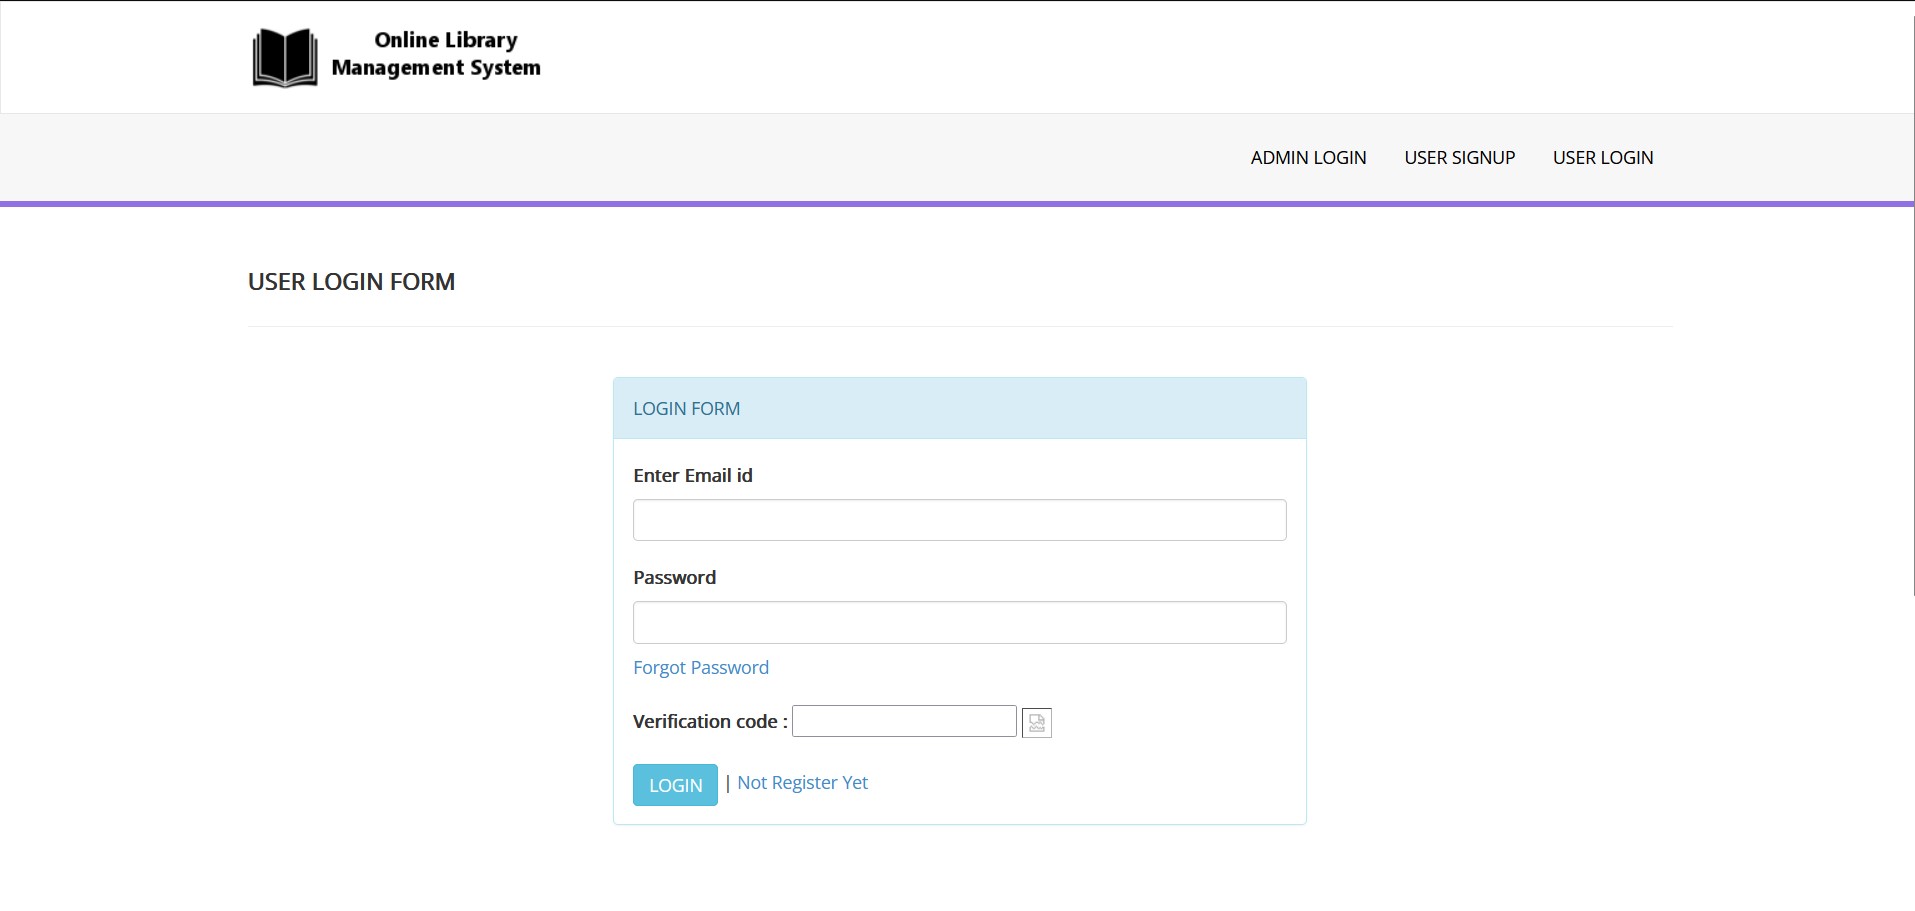 Online Library
Management System
ADMIN LOGIN USER SIGNUP USER LOGIN
USER LOGIN FORM
LOGIN FORM
Enter Email id
Password
Forgot Password
Verification code :
LOGIN | Not Register Yet